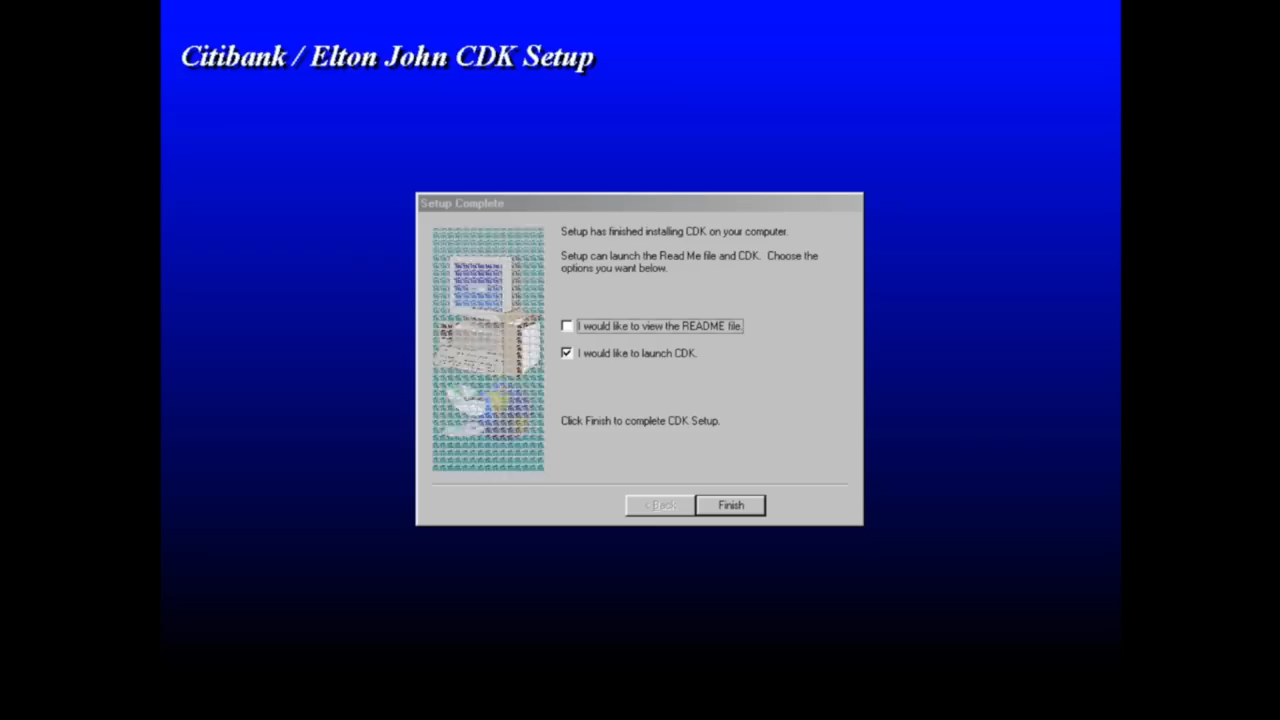 Citibank / Elton John CDK Setup
Setup Complete
Setup has finished installing CDK on your computer.
Setup can launch the Read Me file and CDK. Choose the
options you want below.
I would like to view the README file.
I would like to launch CDK.
Click Finish to complete CDK Setup.
< Back
Finish